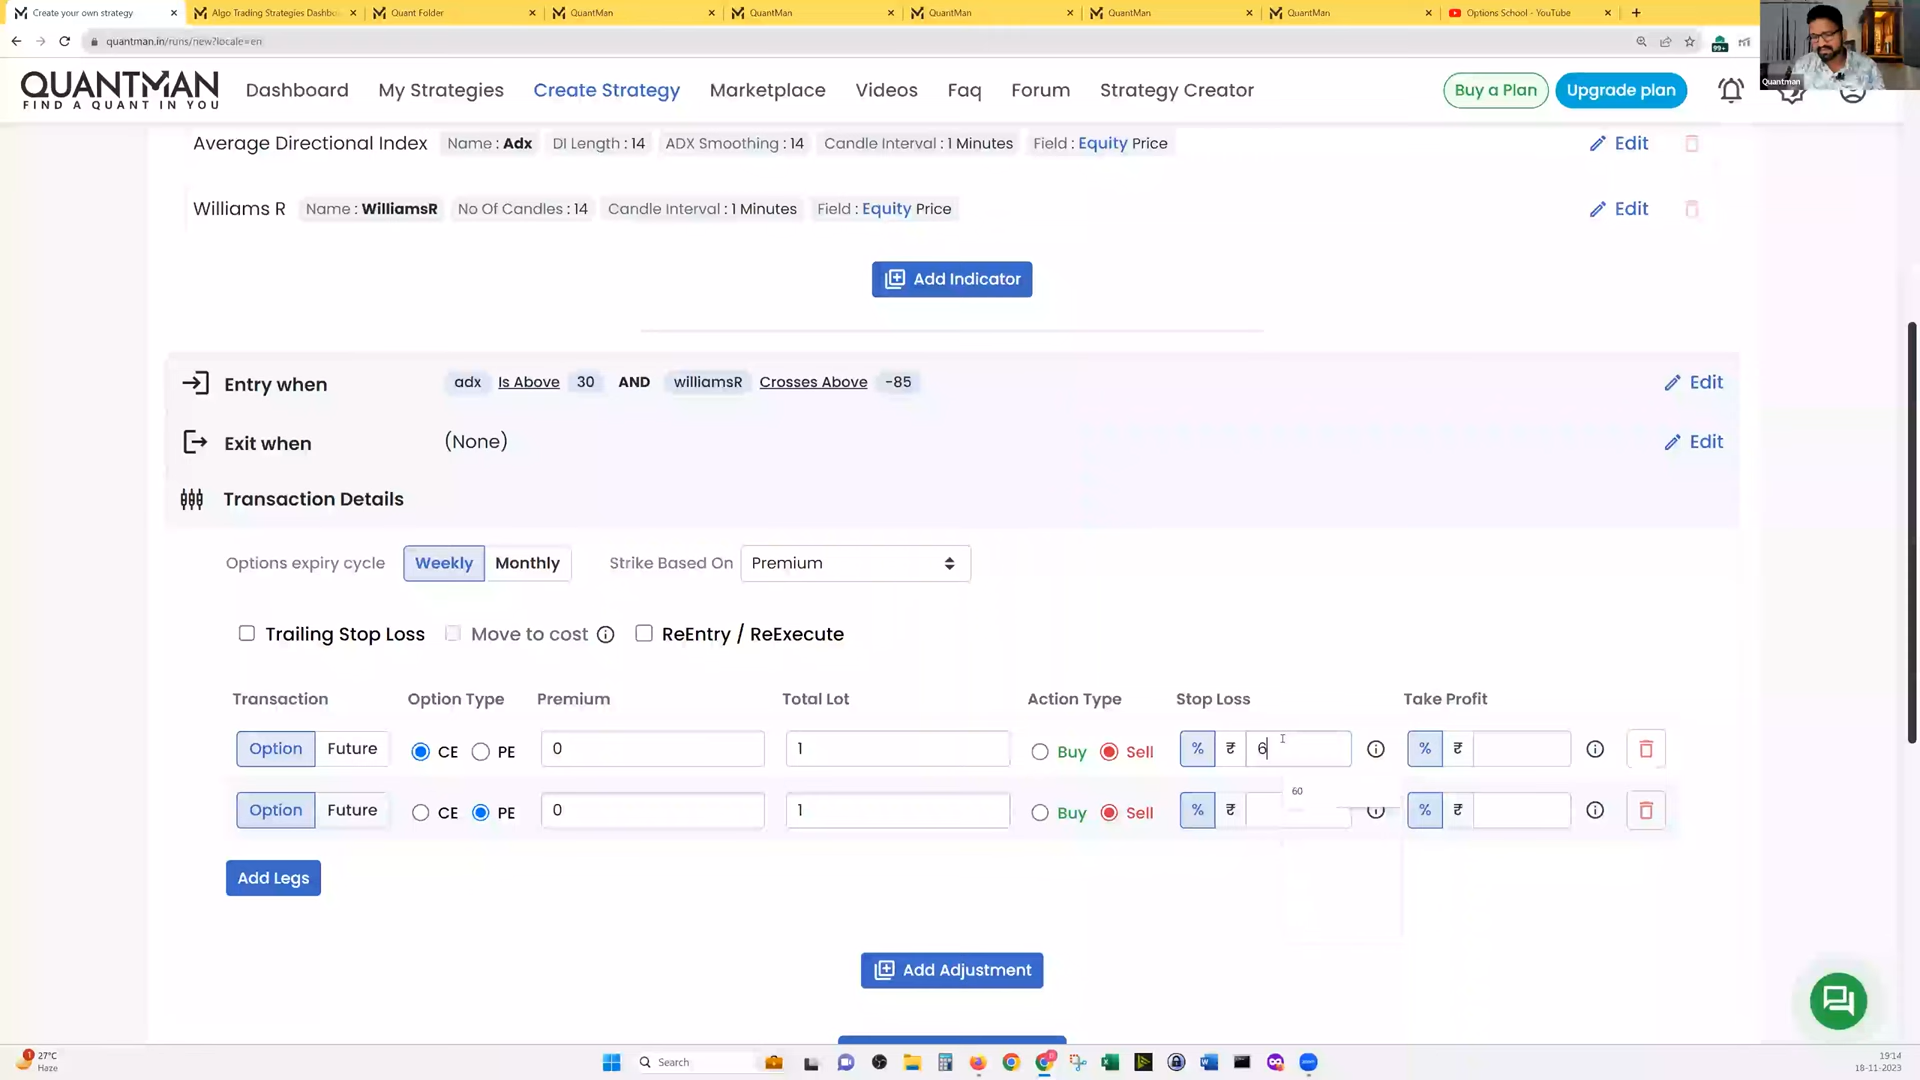 Create your own strategy
Algo Trading Strategies Dashbo
Quant Folder
QuantMan
QuantMan
QuantMan
QuantMan
QuantMan
Options School - YouTube
quantman.in/runs/new?locale=en
99+
Quantman
QUANTMAN
FIND A QUANT IN YOU
Dashboard
My Strategies
Create Strategy
Marketplace
Videos
Faq
Forum
Strategy Creator
Buy a Plan
Upgrade plan
Average Directional Index Name : Adx DI Length : 14 ADX Smoothing : 14 Candle Interval : 1 Minutes Field : Equity Price Edit
Williams R Name : WilliamsR No Of Candles : 14 Candle Interval : 1 Minutes Field : Equity Price Edit
Add Indicator
Entry when adx Is Above 30 AND williamsR Crosses Above -85 Edit
Exit when (None) Edit
Transaction Details
Options expiry cycle Weekly Monthly Strike Based On Premium
Trailing Stop Loss Move to cost ReEntry / ReExecute
Transaction Option Type Premium Total Lot Action Type Stop Loss Take Profit
Option Future CE PE 0 1 Buy Sell % ₹ 6 % ₹
60
Option Future CE PE 0 1 Buy Sell % ₹ % ₹
Add Legs
Add Adjustment
1
27°C
Haze
Search
19:14
18-11-2023